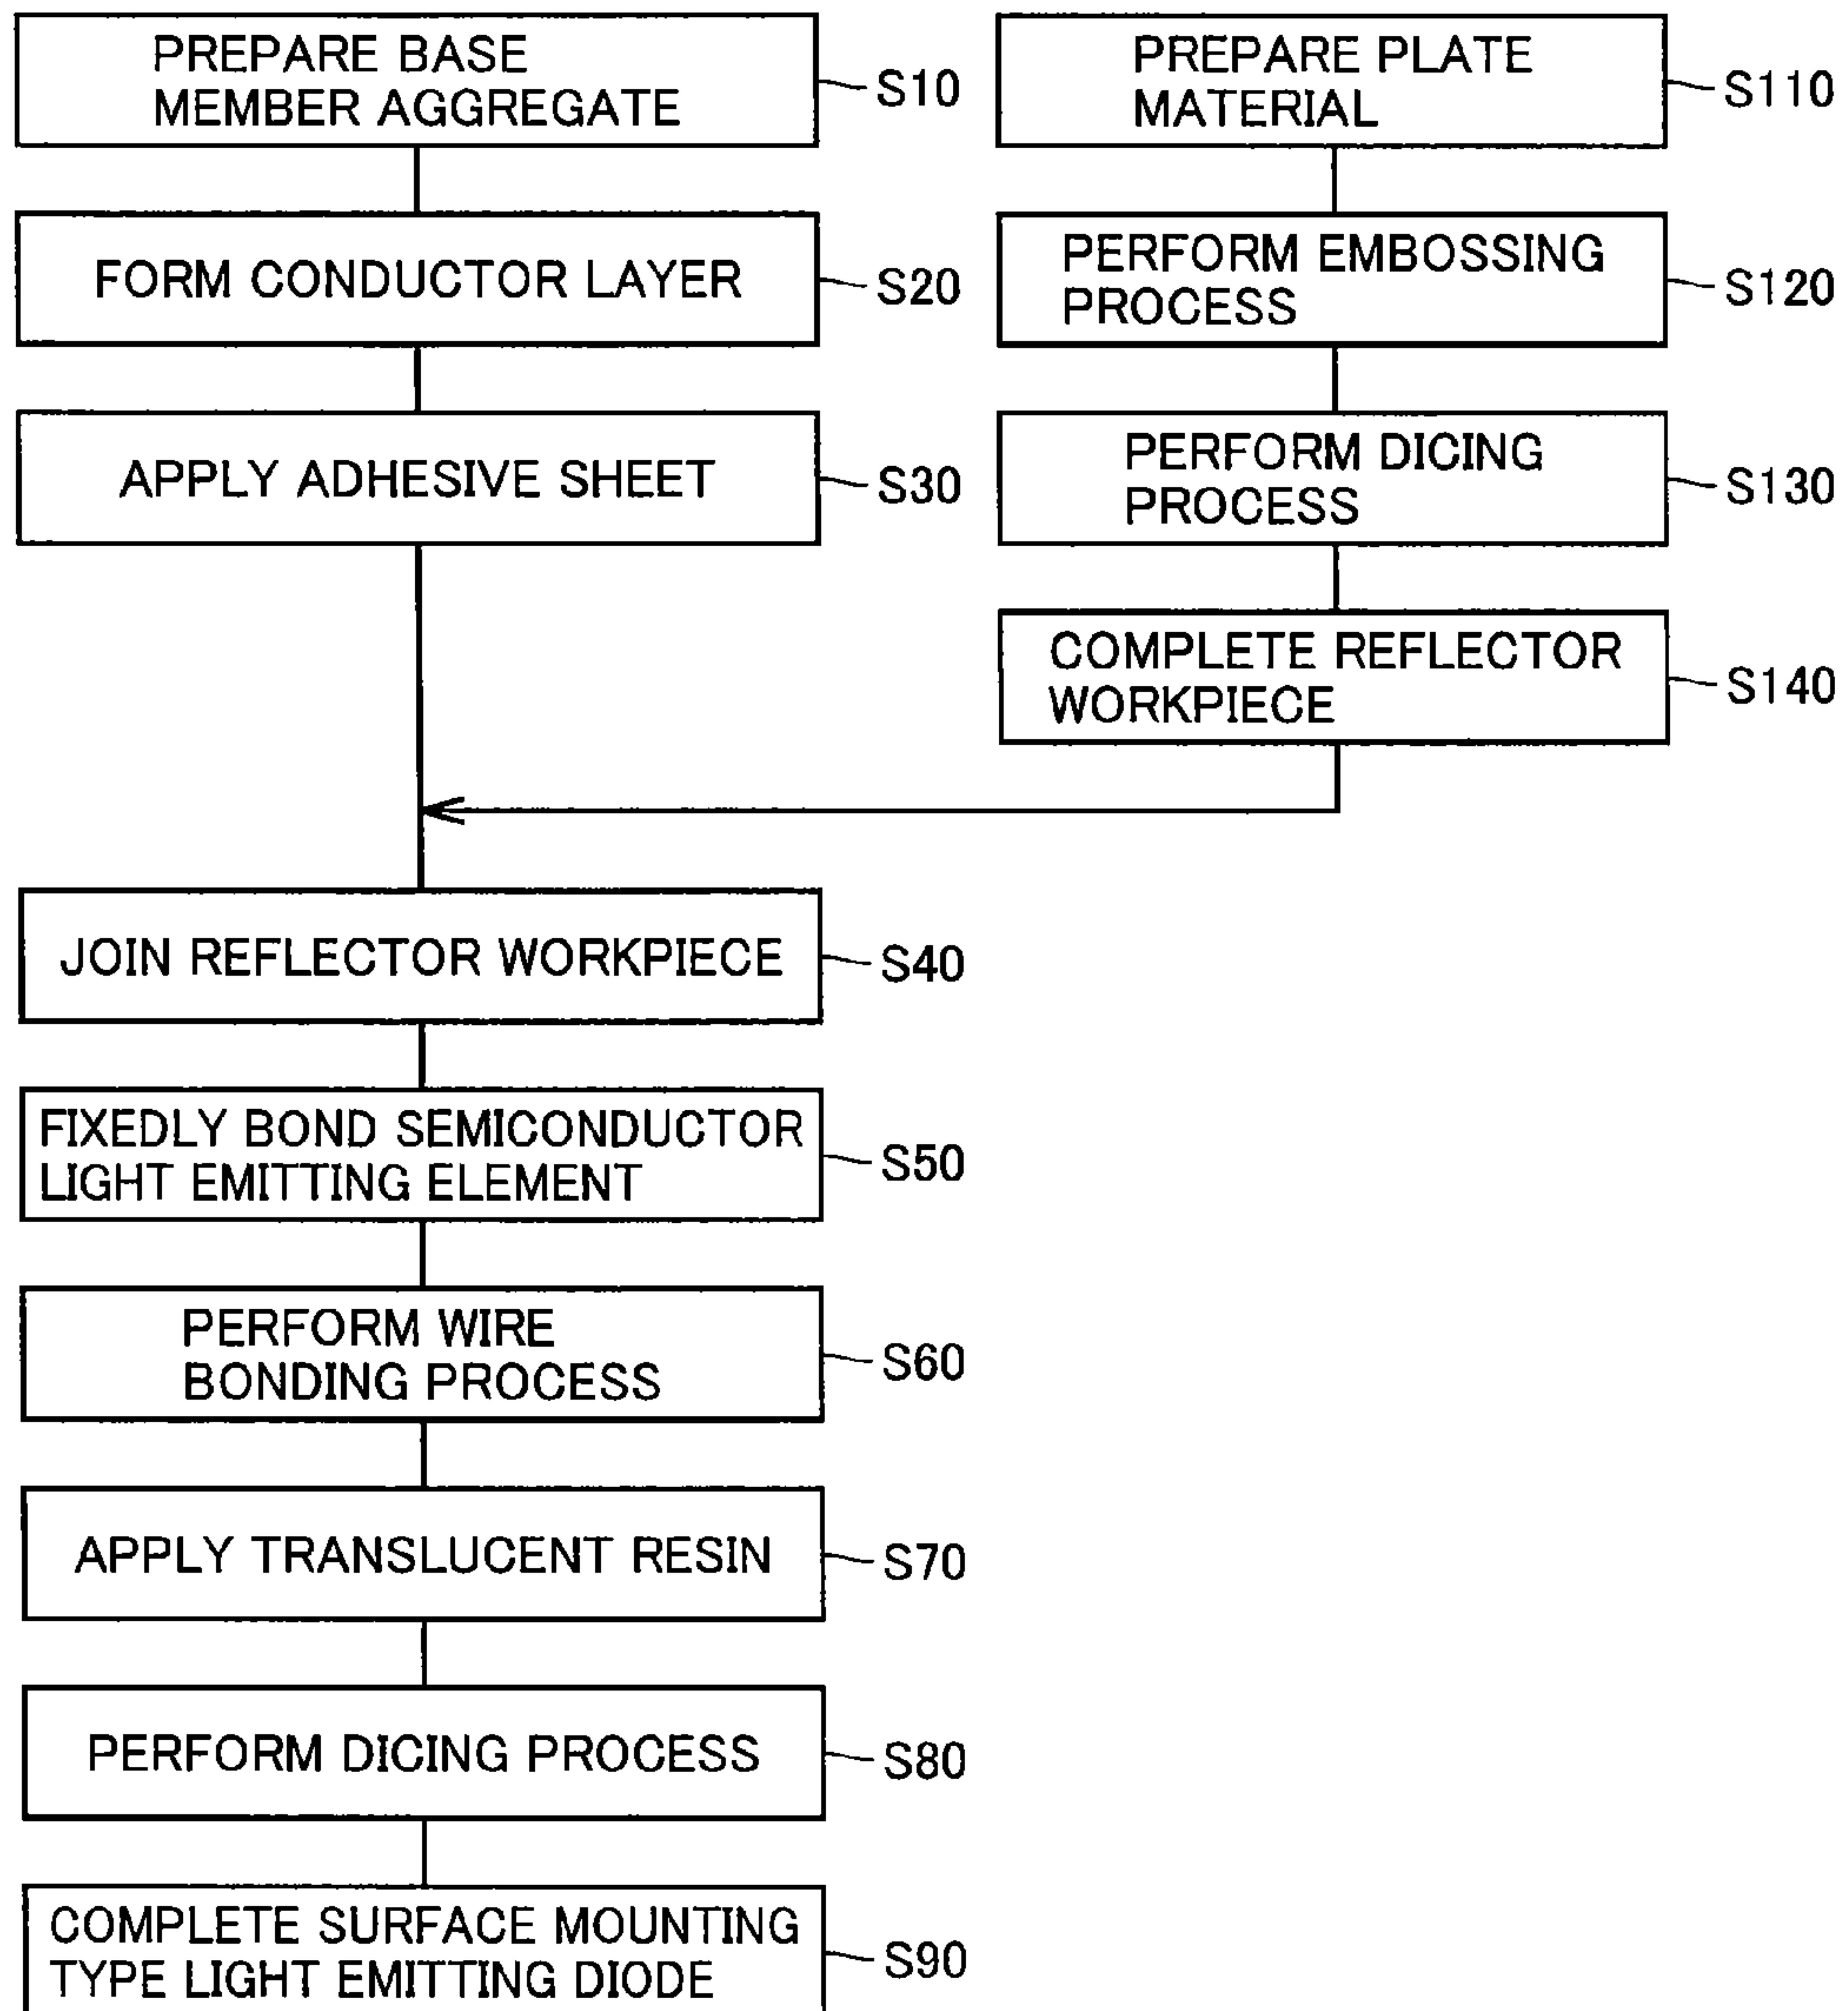 PREPARE BASE
MEMBER AGGREGATE
S10
FORM CONDUCTOR LAYER
S20
APPLY ADHESIVE SHEET
S30
PREPARE PLATE
MATERIAL
S110
PERFORM EMBOSSING
PROCESS
S120
PERFORM DICING
PROCESS
S130
COMPLETE REFLECTOR
WORKPIECE
S140
JOIN REFLECTOR WORKPIECE
S40
FIXEDLY BOND SEMICONDUCTOR
LIGHT EMITTING ELEMENT
S50
PERFORM WIRE
BONDING PROCESS
S60
APPLY TRANSLUCENT RESIN
S70
PERFORM DICING PROCESS
S80
COMPLETE SURFACE MOUNTING
TYPE LIGHT EMITTING DIODE
S90